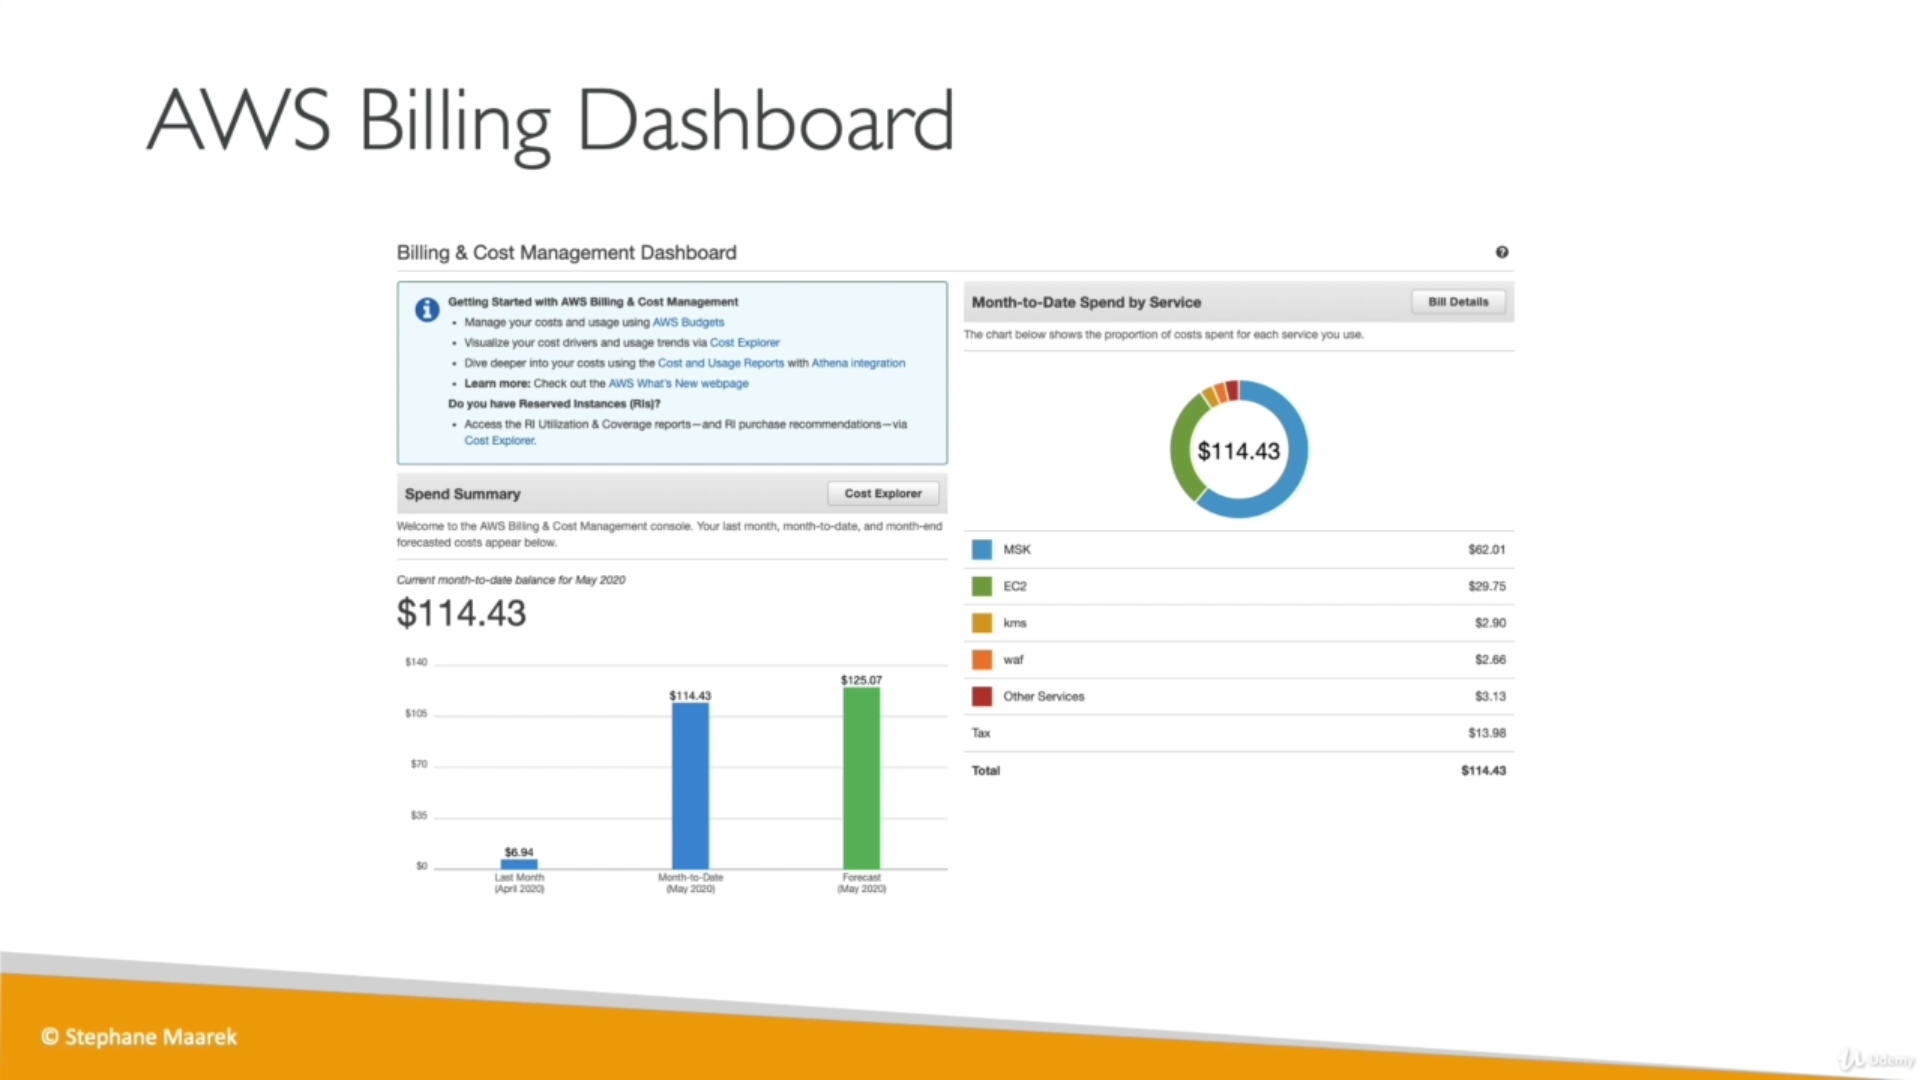 AWS Billing Dashboard
Billing & Cost Management Dashboard
?
i
Getting Started with AWS Billing & Cost Management
• Manage your costs and usage using AWS Budgets
• Visualize your cost drivers and usage trends via Cost Explorer
• Dive deeper into your costs using the Cost and Usage Reports with Athena integration
• Learn more: Check out the AWS What's New webpage
Do you have Reserved Instances (RIs)?
• Access the RI Utilization & Coverage reports—and RI purchase recommendations—via
Cost Explorer.
Spend Summary
Cost Explorer
Welcome to the AWS Billing & Cost Management console. Your last month, month-to-date, and month-end
forecasted costs appear below.
Current month-to-date balance for May 2020
$114.43
$140
$105
$70
$35
$0
$6.94
$114.43
$125.07
Last Month
(April 2020)
Month-to-Date
(May 2020)
Forecast
(May 2020)
Month-to-Date Spend by Service
Bill Details
The chart below shows the proportion of costs spent for each service you use.
$114.43
MSK $62.01
EC2 $29.75
kms $2.90
waf $2.66
Other Services $3.13
Tax $13.98
Total $114.43
© Stephane Maarek
Udemy